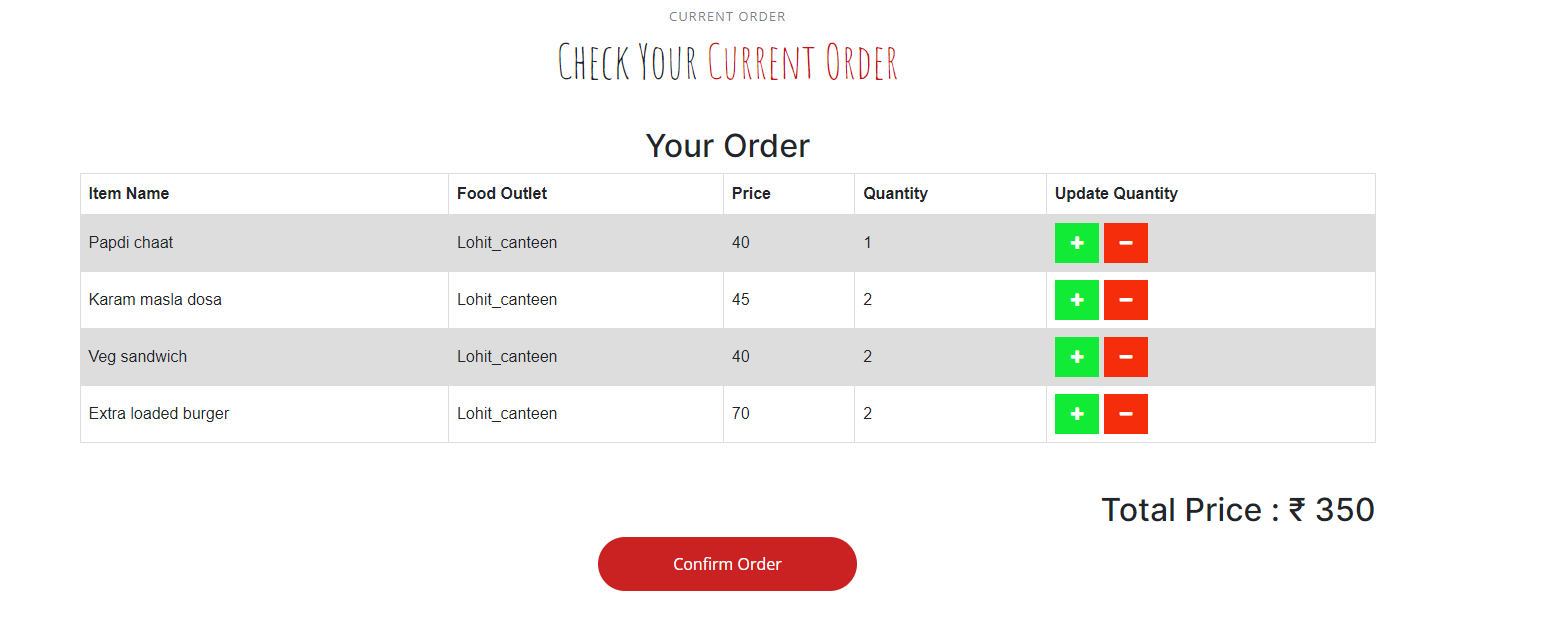 CURRENT ORDER
Check Your Current Order
Your Order
Item Name Food Outlet Price Quantity Update Quantity
Papdi chaat Lohit_canteen 40 1 + −
Karam masla dosa Lohit_canteen 45 2 + −
Veg sandwich Lohit_canteen 40 2 + −
Extra loaded burger Lohit_canteen 70 2 + −
Total Price : ₹ 350
Confirm Order